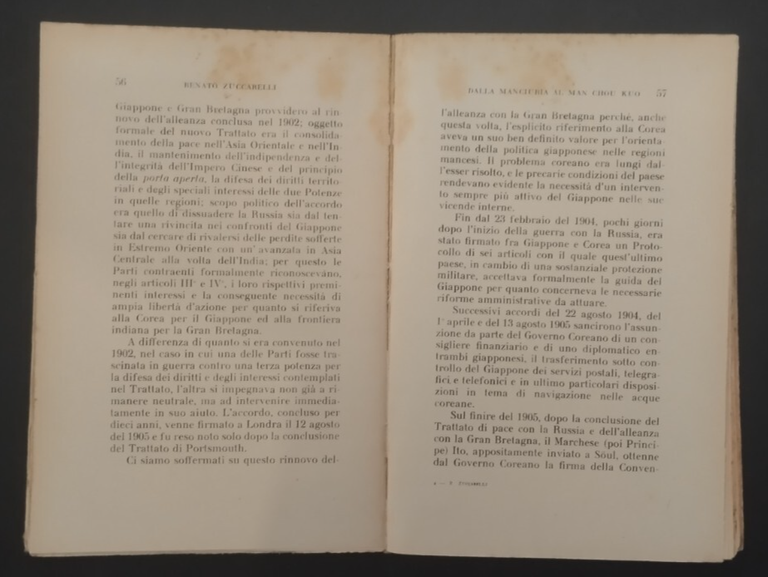 56
RENATO ZUCCARELLI
Giappone e Gran Bretagna provvidero al rin-
novo dell'alleanza conclusa nel 1902; oggetto
formale del nuovo Trattato era il consolida-
mento della pace nell'Asia Orientale e nell'In-
dia, il mantenimento dell'indipendenza e del-
l'integrità dell'Impero Cinese e del principio
della porta aperta, la difesa dei diritti territo-
riali e degli speciali interessi delle due Potenze
in quelle regioni; scopo politico dell'accordo
era quello di dissuadere la Russia sia dal ten-
tare una rivincita nei confronti del Giappone
sia dal cercare di rivalersi delle perdite sofferte
in Estremo Oriente con un'avanzata in Asia
Centrale alla volta dell'India; per questo le
Parti contraenti formalmente riconoscevano,
negli articoli III° e IV°, i loro rispettivi premi-
nenti interessi e la conseguente necessità di
ampia libertà d'azione per quanto si riferiva
alla Corea per il Giappone ed alla frontiera
indiana per la Gran Bretagna.
A differenza di quanto si era convenuto nel
1902, nel caso in cui una delle Parti fosse tra-
scinata in guerra contro una terza potenza per
la difesa dei diritti e degli interessi contemplati
nel Trattato, l'altra si impegnava non già a ri-
manere neutrale, ma ad intervenire immedia-
tamente in suo aiuto. L'accordo, concluso per
dieci anni, venne firmato a Londra il 12 agosto
del 1905 e fu reso noto solo dopo la conclusione
del Trattato di Portsmouth.
Ci siamo soffermati su questo rinnovo del-
DALLA MANCIURIA AL MAN CHOU KUO
57
l'alleanza con la Gran Bretagna perchè, anche
questa volta, l'esplicito riferimento alla Corea
aveva un suo ben definito valore per l'orienta-
mento della politica giapponese nelle regioni
mancesi. Il problema coreano era lungi dal-
l'esser risolto, e le precarie condizioni del paese
rendevano evidente la necessità d'un interven-
to sempre più attivo del Giappone nelle sue
vicende interne.
Fin dal 23 febbraio del 1904, pochi giorni
dopo l'inizio della guerra con la Russia, era
stato firmato fra Giappone e Corea un Proto-
collo di sei articoli con il quale quest'ultimo
paese, in cambio di una sostanziale protezione
militare, accettava formalmente la guida del
Giappone per quanto concerneva le necessarie
riforme amministrative da attuare.
Successivi accordi del 22 agosto 1904, del
1° aprile e del 13 agosto 1905 sancirono l'assun-
zione da parte del Governo Coreano di un con-
sigliere finanziario e di uno diplomatico en-
trambi giapponesi, il trasferimento sotto con-
trollo del Giappone dei servizi postali, telegra-
fici e telefonici e in ultimo particolari disposi-
zioni in tema di navigazione nelle acque
coreane.
Sul finire del 1905, dopo la conclusione del
Trattato di pace con la Russia e dell'alleanza
con la Gran Bretagna, il Marchese (poi Princi-
pe) Ito, appositamente inviato a Söul, ottenne
dal Governo Coreano la firma della Conven-